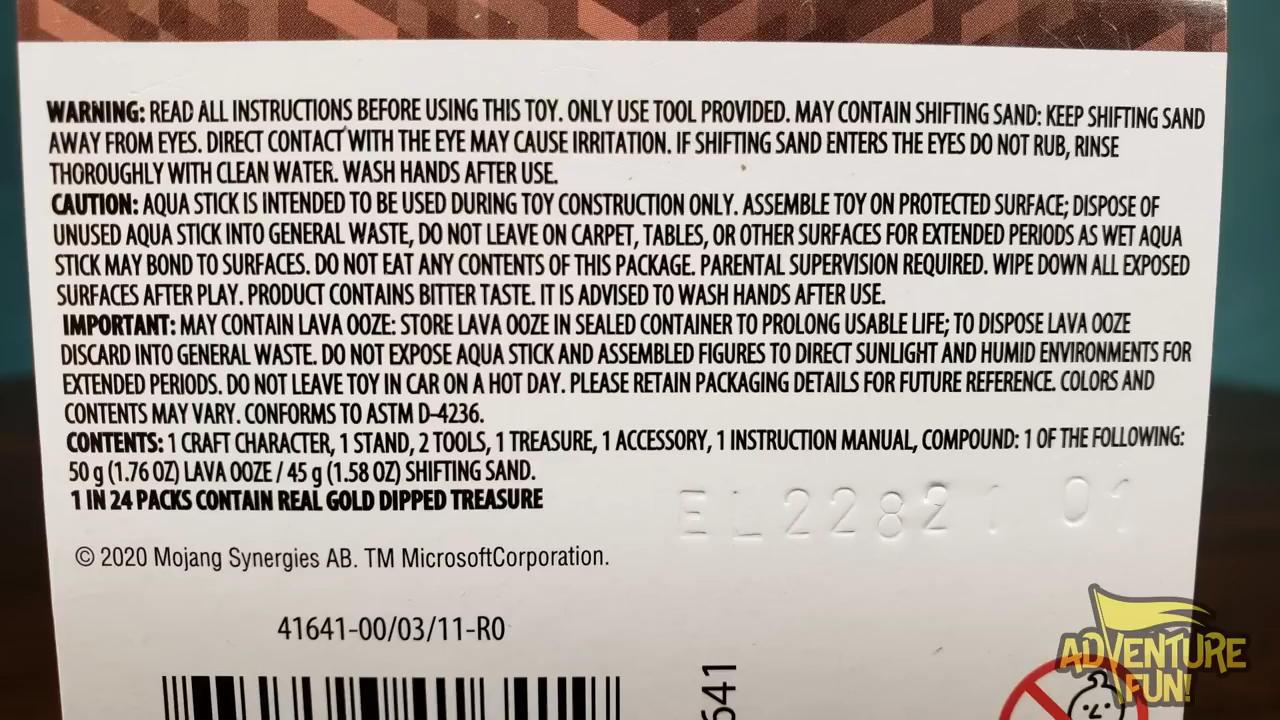 WARNING: READ ALL INSTRUCTIONS BEFORE USING THIS TOY. ONLY USE TOOL PROVIDED. MAY CONTAIN SHIFTING SAND: KEEP SHIFTING SAND
AWAY FROM EYES. DIRECT CONTACT WITH THE EYE MAY CAUSE IRRITATION. IF SHIFTING SAND ENTERS THE EYES DO NOT RUB, RINSE
THOROUGHLY WITH CLEAN WATER. WASH HANDS AFTER USE.
CAUTION: AQUA STICK IS INTENDED TO BE USED DURING TOY CONSTRUCTION ONLY. ASSEMBLE TOY ON PROTECTED SURFACE; DISPOSE OF
UNUSED AQUA STICK INTO GENERAL WASTE, DO NOT LEAVE ON CARPET, TABLES, OR OTHER SURFACES FOR EXTENDED PERIODS AS WET AQUA
STICK MAY BOND TO SURFACES. DO NOT EAT ANY CONTENTS OF THIS PACKAGE. PARENTAL SUPERVISION REQUIRED. WIPE DOWN ALL EXPOSED
SURFACES AFTER PLAY. PRODUCT CONTAINS BITTER TASTE. IT IS ADVISED TO WASH HANDS AFTER USE.
IMPORTANT: MAY CONTAIN LAVA OOZE: STORE LAVA OOZE IN SEALED CONTAINER TO PROLONG USABLE LIFE; TO DISPOSE LAVA OOZE
DISCARD INTO GENERAL WASTE. DO NOT EXPOSE AQUA STICK AND ASSEMBLED FIGURES TO DIRECT SUNLIGHT AND HUMID ENVIRONMENTS FOR
EXTENDED PERIODS. DO NOT LEAVE TOY IN CAR ON A HOT DAY. PLEASE RETAIN PACKAGING DETAILS FOR FUTURE REFERENCE. COLORS AND
CONTENTS MAY VARY. CONFORMS TO ASTM D-4236.
CONTENTS: 1 CRAFT CHARACTER, 1 STAND, 2 TOOLS, 1 TREASURE, 1 ACCESSORY, 1 INSTRUCTION MANUAL, COMPOUND: 1 OF THE FOLLOWING:
50 g (1.76 OZ) LAVA OOZE / 45 g (1.58 OZ) SHIFTING SAND.
1 IN 24 PACKS CONTAIN REAL GOLD DIPPED TREASURE
EL22821 01
© 2020 Mojang Synergies AB. TM MicrosoftCorporation.
41641-00/03/11-R0
641
ADVENTURE
FUN!